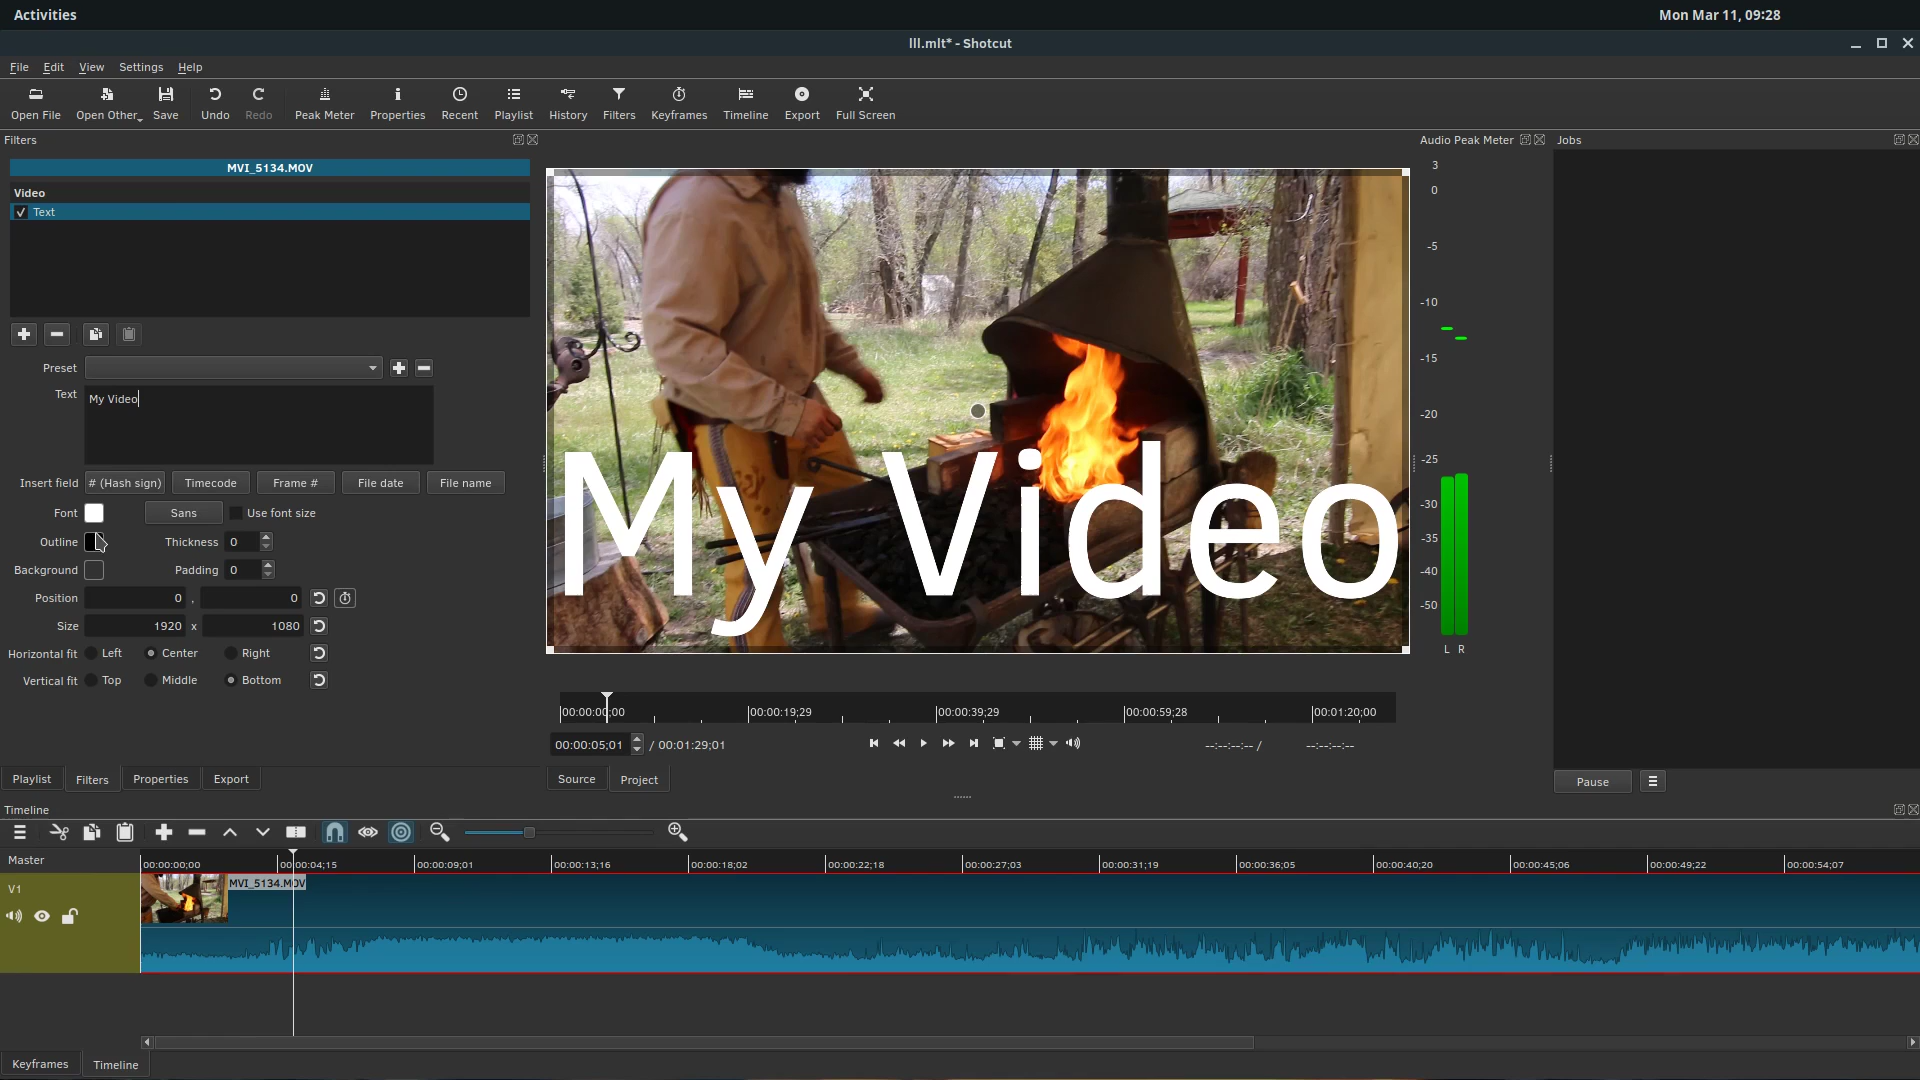 Activities
Mon Mar 11, 09:28
lll.mlt* - Shotcut
File Edit View Settings Help
Open File Open Other... Save Undo Redo Peak Meter Properties Recent Playlist History Filters Keyframes Timeline Export Full Screen
Filters
Audio Peak Meter
Jobs
MVI_5134.MOV
Video
Text
Preset
Text
My Video
Insert field # (Hash sign) Timecode Frame # File date File name
Font Sans Use font size
Outline Thickness 0
Background Padding 0
Position 0 , 0
Size 1920 x 1080
Horizontal fit Left Center Right
Vertical fit Top Middle Bottom
My Video
3
0
-5
-10
-15
-20
-25
-30
-35
-40
-50
L R
00:00:00;00 00:00:19;29 00:00:39;29 00:00:59;28 00:01:20;00
00:00:05;01 / 00:01:29;01 --:--:--:-- / --:--:--:--
Playlist Filters Properties Export
Source Project
Pause
Timeline
Master
00:00:00;00 00:00:04;15 00:00:09;01 00:00:13;16 00:00:18;02 00:00:22;18 00:00:27;03 00:00:31;19 00:00:36;05 00:00:40;20 00:00:45;06 00:00:49;22 00:00:54;07
V1
MVI_5134.MOV
Keyframes Timeline